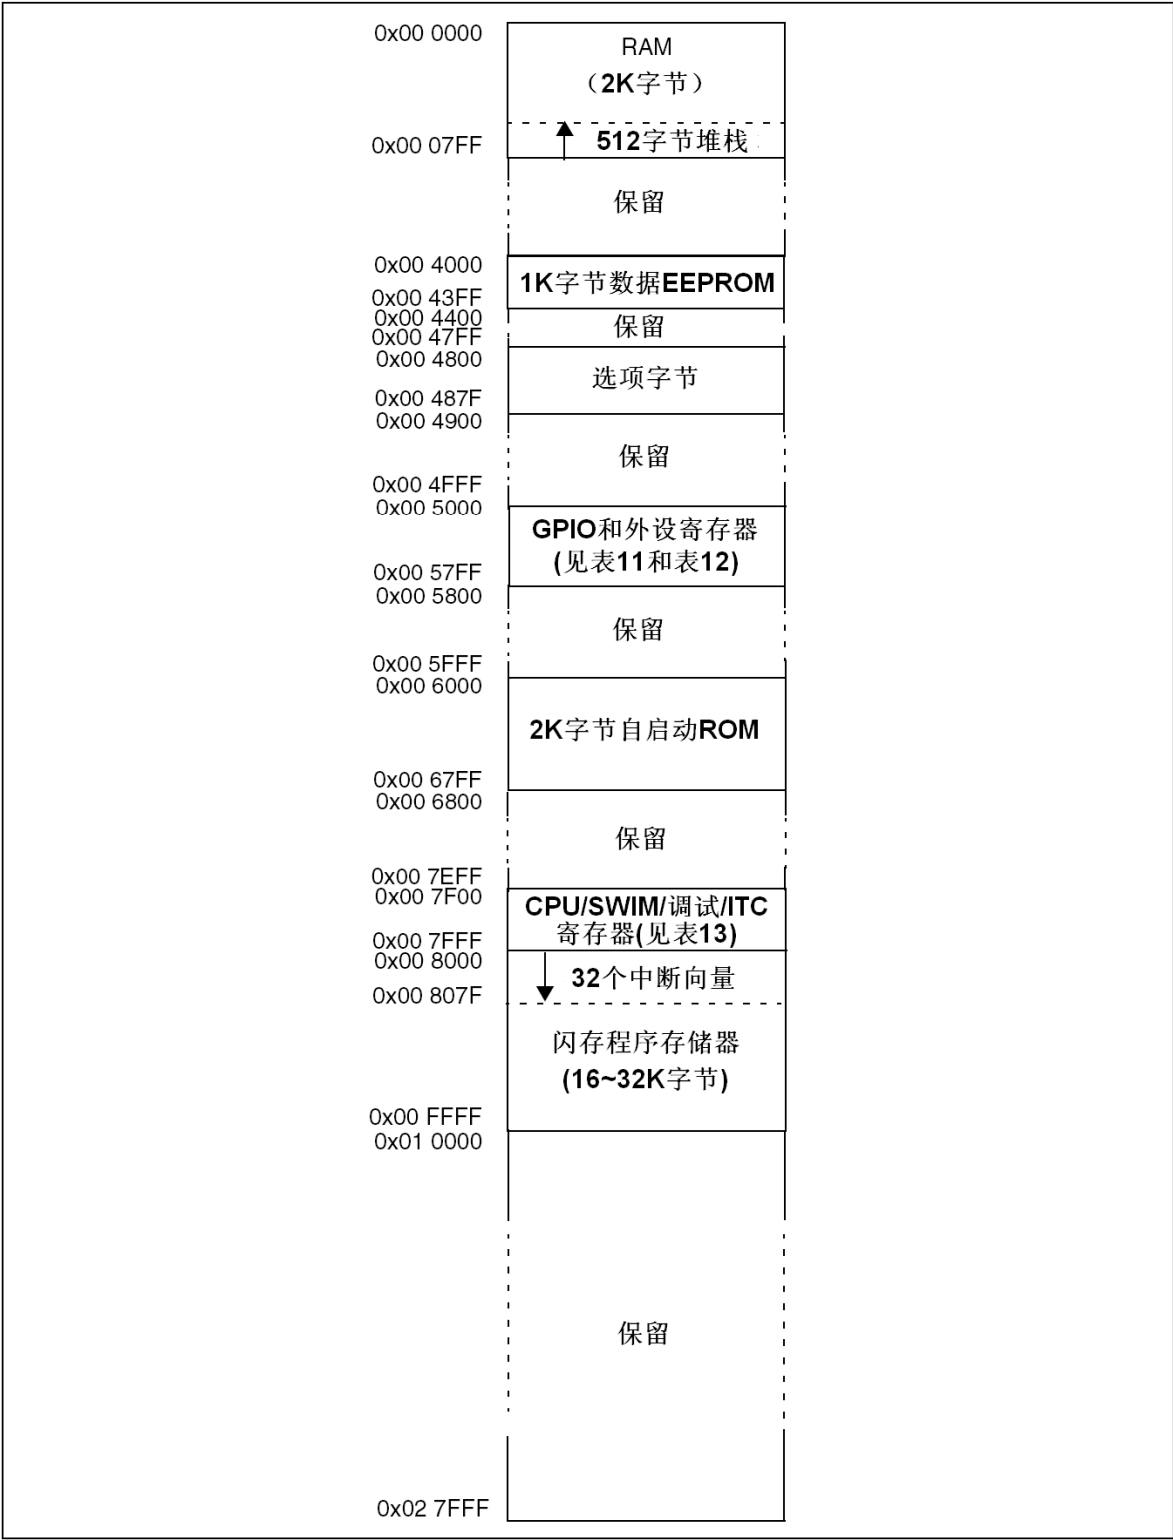 0x00 0000
RAM
（2K字节）
512字节堆栈
0x00 07FF
保留
0x00 4000
1K字节数据EEPROM
0x00 43FF
0x00 4400
保留
0x00 47FF
0x00 4800
选项字节
0x00 487F
0x00 4900
保留
0x00 4FFF
0x00 5000
GPIO和外设寄存器
(见表11和表12)
0x00 57FF
0x00 5800
保留
0x00 5FFF
0x00 6000
2K字节自启动ROM
0x00 67FF
0x00 6800
保留
0x00 7EFF
0x00 7F00
CPU/SWIM/调试/ITC
寄存器(见表13)
0x00 7FFF
0x00 8000
32个中断向量
0x00 807F
闪存程序存储器
(16~32K字节)
0x00 FFFF
0x01 0000
保留
0x02 7FFF